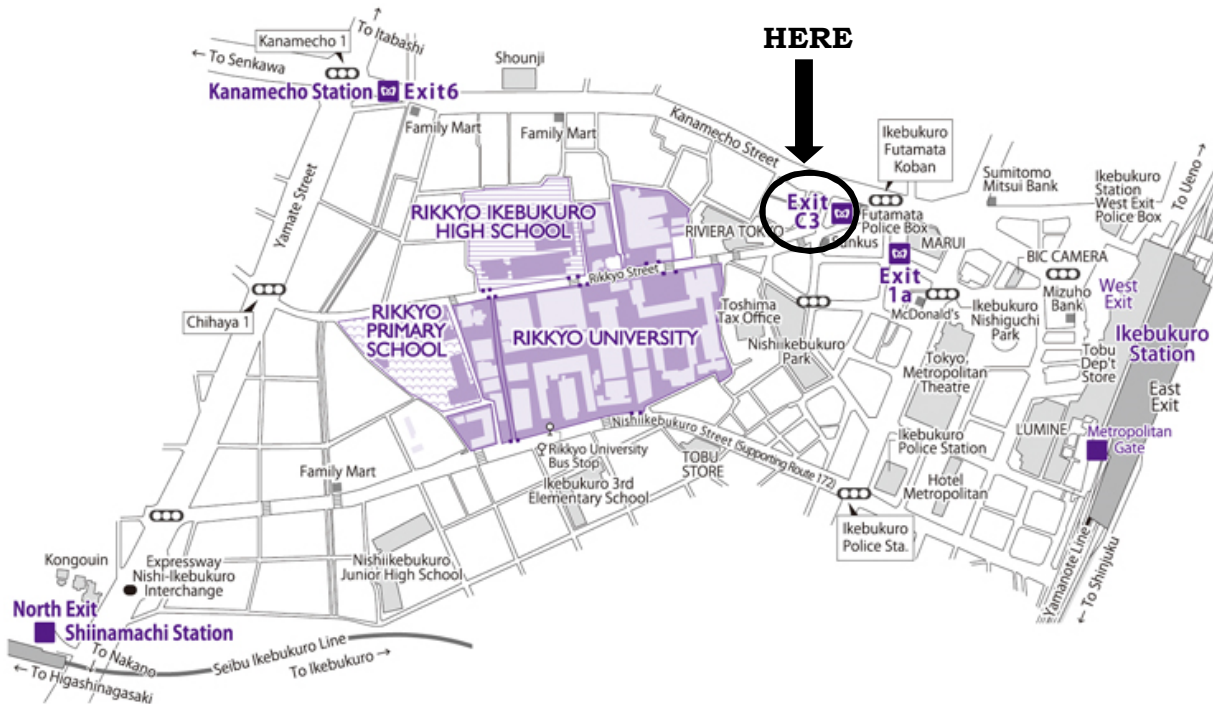 HERE
To Itabashi
Kanamecho 1
← To Senkawa
Kanamecho Station
Exit6
Shounji
Family Mart
Family Mart
Kanamecho Street
Ikebukuro
Futamata
Koban
Sumitomo
Mitsui Bank
Ikebukuro
Station
West Exit
Police Box
To Ueno
Yamate Street
RIKKYO IKEBUKURO
HIGH SCHOOL
RIVIERA TOKYO
Exit
C3
Futamata
Police Box
Sunkus
MARUI
Exit
1a
BIC CAMERA
West
Exit
Rikkyo Street
Chihaya 1
RIKKYO
PRIMARY
SCHOOL
RIKKYO UNIVERSITY
Toshima
Tax Office
Nishiikebukuro
Park
McDonald's
Ikebukuro
Nishiguchi
Park
Mizuho
Bank
Ikebukuro
Station
Tokyo
Metropolitan
Theatre
Tobu
Dep't
Store
East
Exit
Nishiikebukuro Street (Supporting Route 172)
Rikkyo University
Bus Stop
TOBU
STORE
Ikebukuro
Police Station
LUMINE
Metropolitan
Gate
Family Mart
Ikebukuro 3rd
Elementary School
Hotel
Metropolitan
Ikebukuro
Police Sta.
Kongouin
Expressway
Nishi-Ikebukuro
Interchange
Nishiikebukuro
Junior High School
Yamanote Line
← To Shinjuku
North Exit
Shiinamachi Station
To Nakano
Seibu Ikebukuro Line
To Ikebukuro →
← To Higashinagasaki